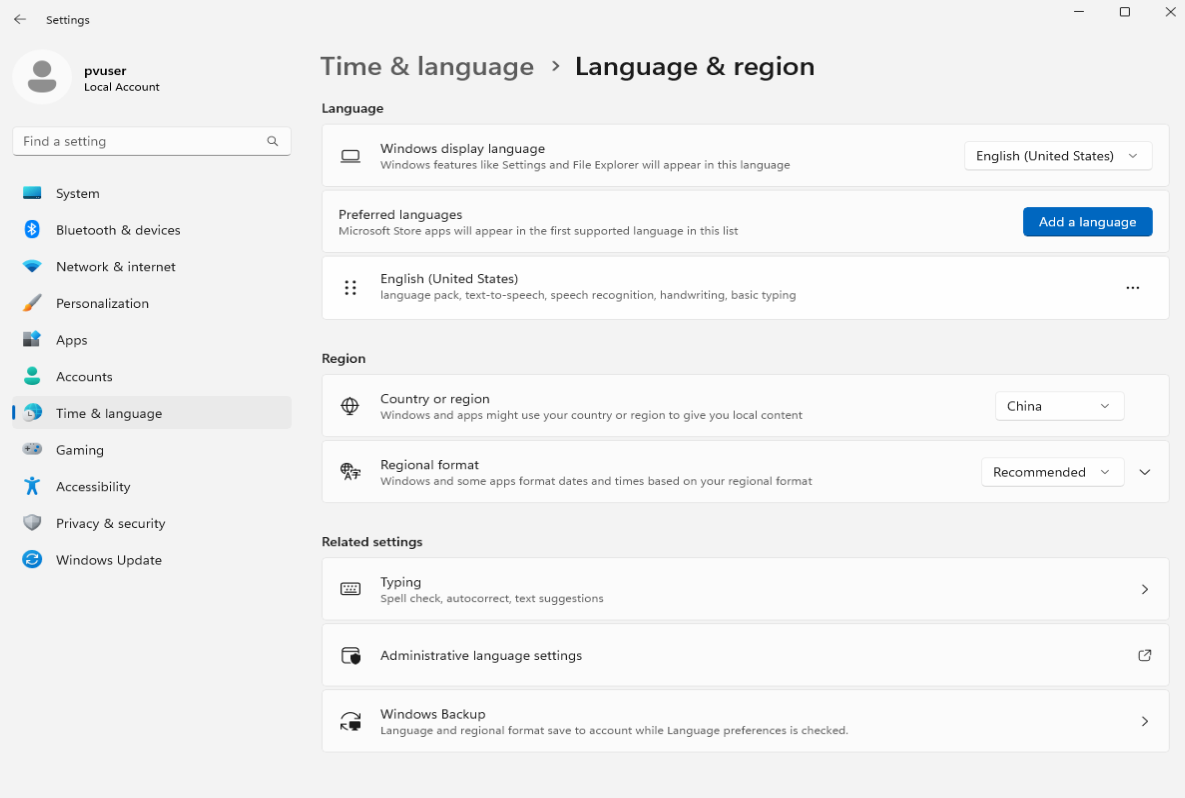 Settings
pvuser
Local Account
Find a setting
System
Bluetooth & devices
Network & internet
Personalization
Apps
Accounts
Time & language
Gaming
Accessibility
Privacy & security
Windows Update
Time & language › Language & region
Language
Windows display language
Windows features like Settings and File Explorer will appear in this language
English (United States)
Preferred languages
Microsoft Store apps will appear in the first supported language in this list
Add a language
English (United States)
language pack, text-to-speech, speech recognition, handwriting, basic typing
Region
Country or region
Windows and apps might use your country or region to give you local content
China
Regional format
Windows and some apps format dates and times based on your regional format
Recommended
Related settings
Typing
Spell check, autocorrect, text suggestions
Administrative language settings
Windows Backup
Language and regional format save to account while Language preferences is checked.